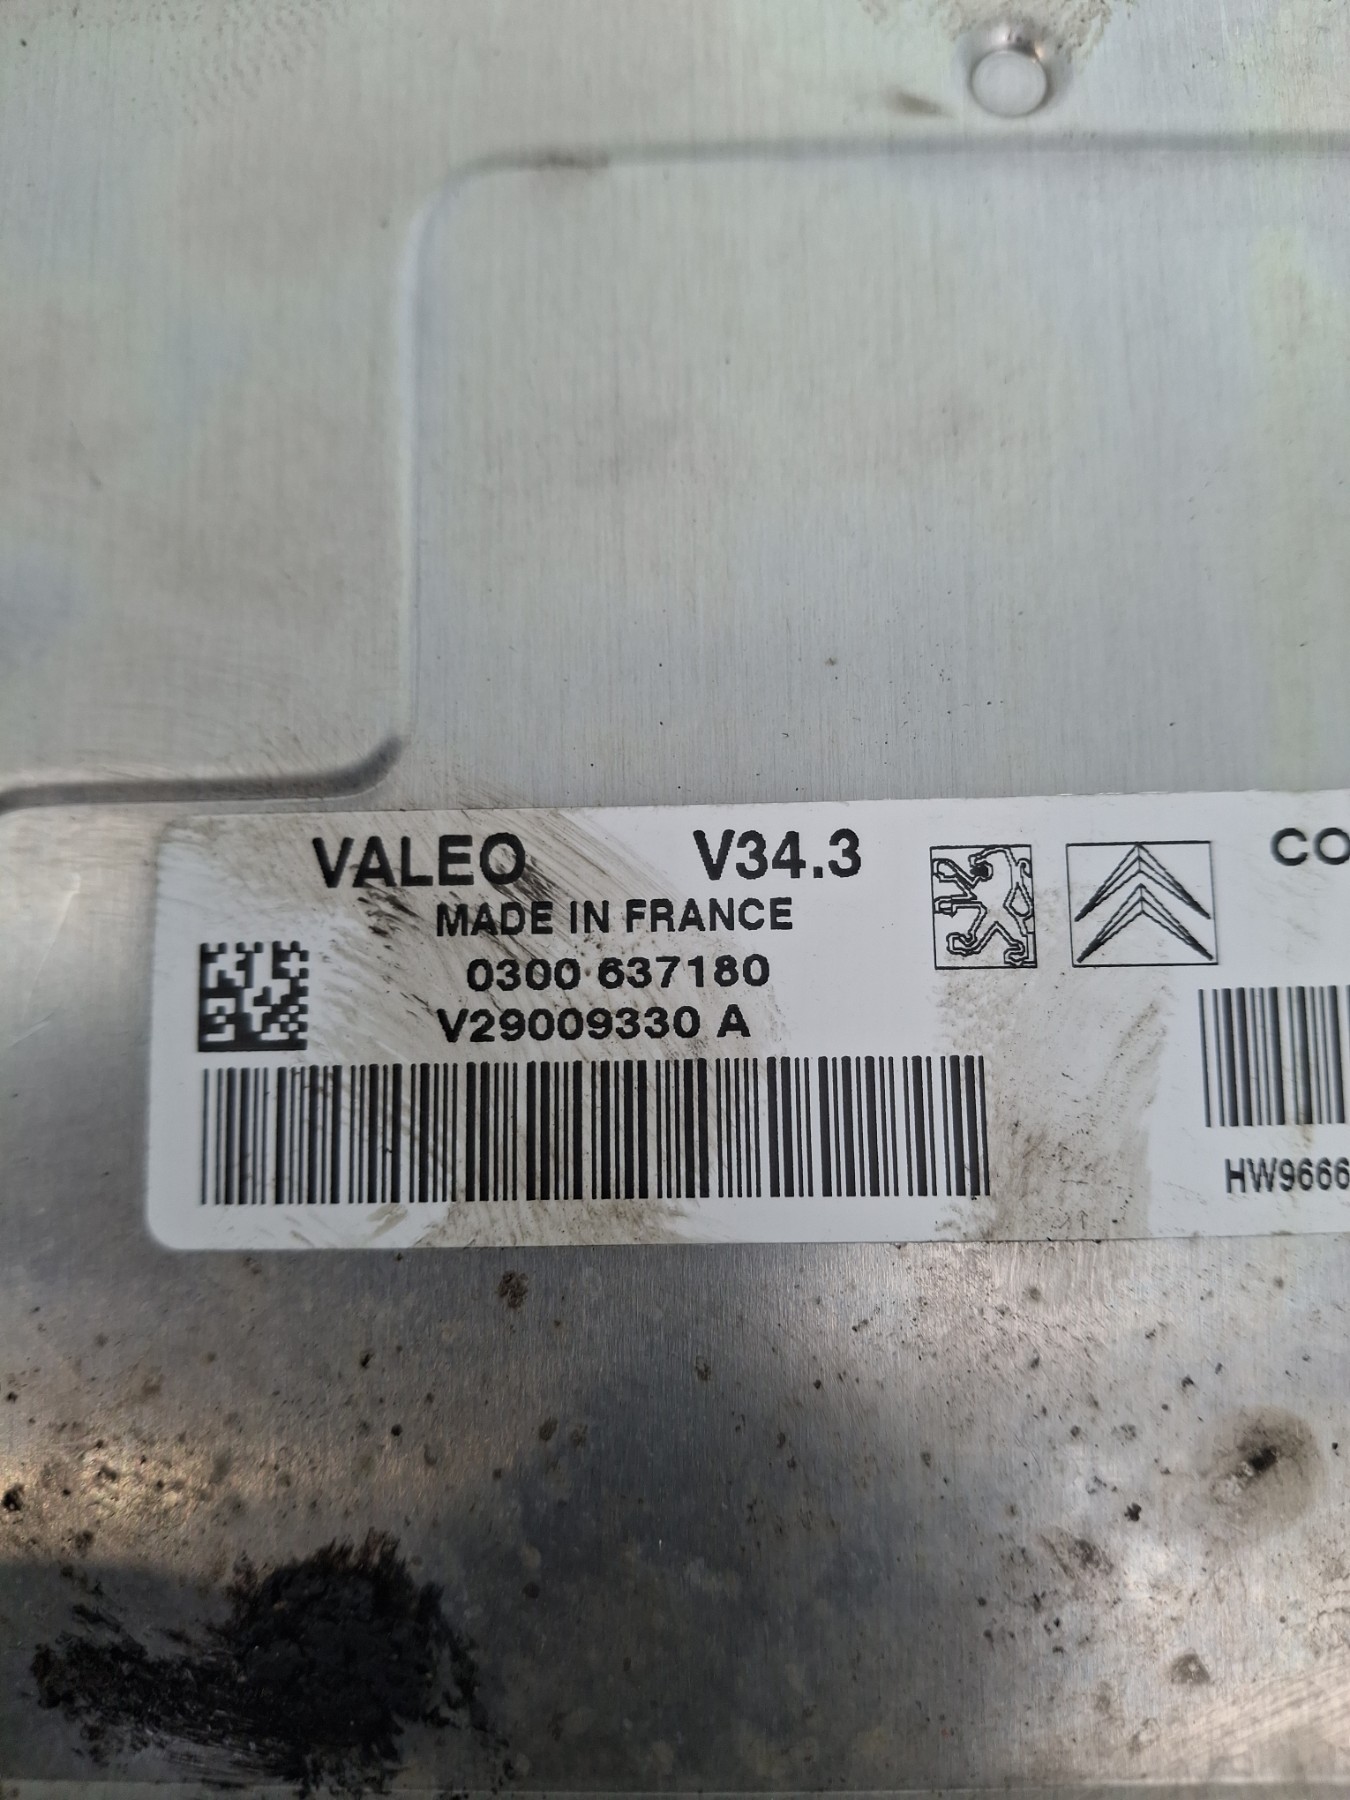 VALEO V34.3
MADE IN FRANCE
0300 637180
V29009330 A
CO
HW9666